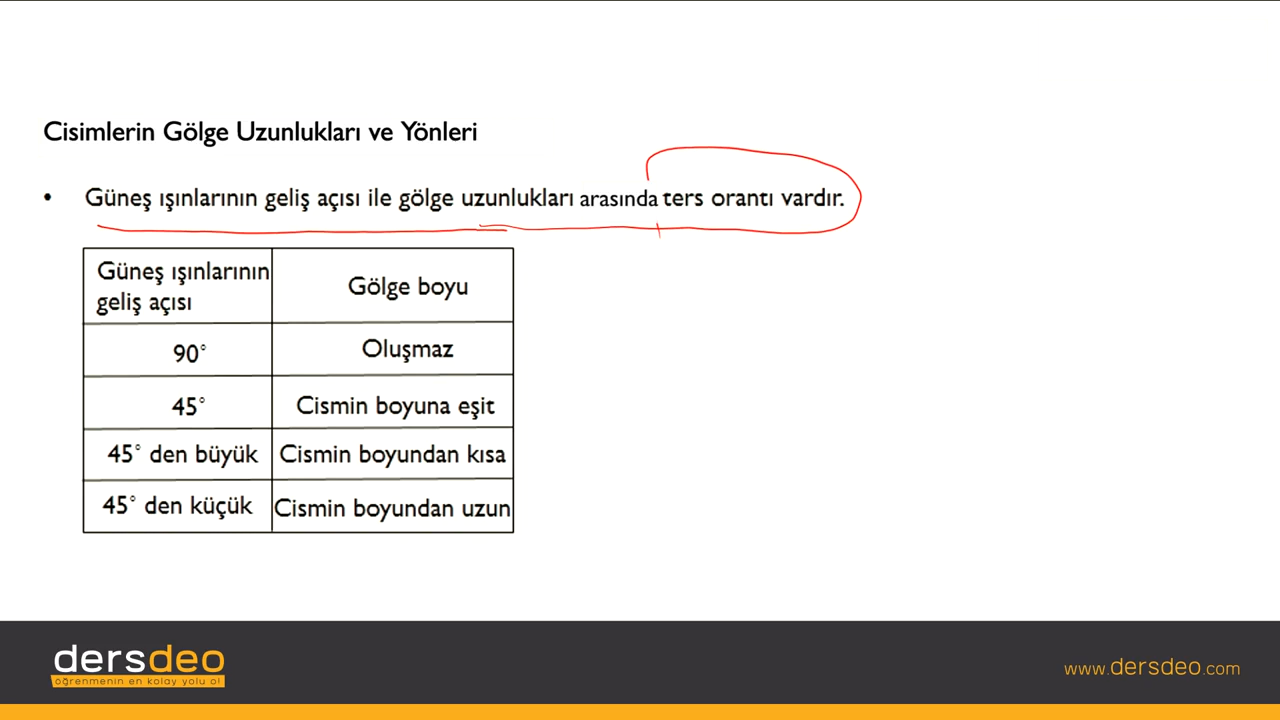 Cisimlerin Gölge Uzunlukları ve Yönleri
• Güneş ışınlarının geliş açısı ile gölge uzunlukları arasında ters orantı vardır.
Güneş ışınlarının
geliş açısı
Gölge boyu
90° Oluşmaz
45° Cismin boyuna eşit
45° den büyük Cismin boyundan kısa
45° den küçük Cismin boyundan uzun
dersdeo
öğrenmenin en kolay yolu o!
www.dersdeo.com